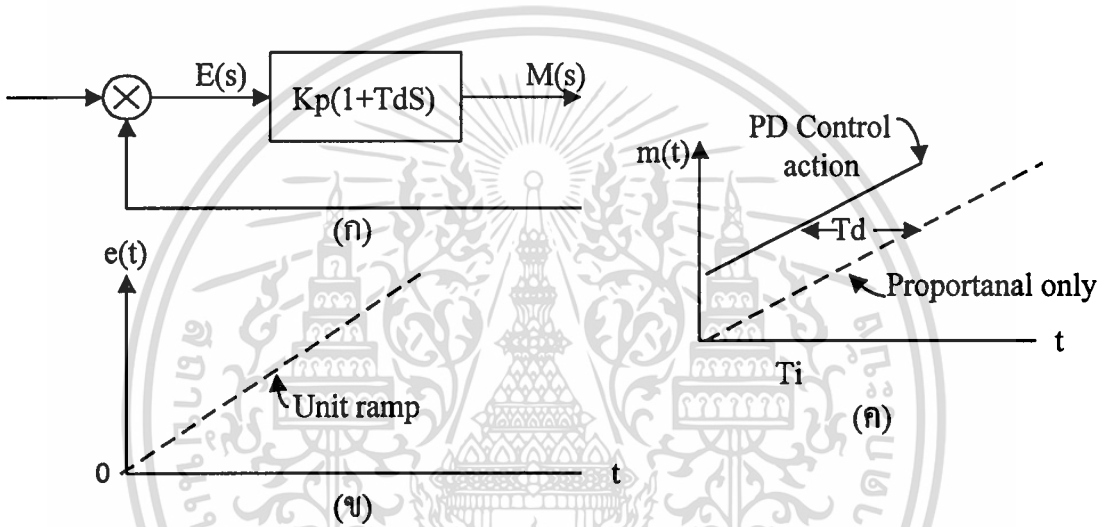 E(s)
Kp(1+TdS)
M(s)
(ก)
e(t)
Unit ramp
0
t
(ข)
PD Control
action
m(t)
Td
Proportanal only
t
Ti
(ค)